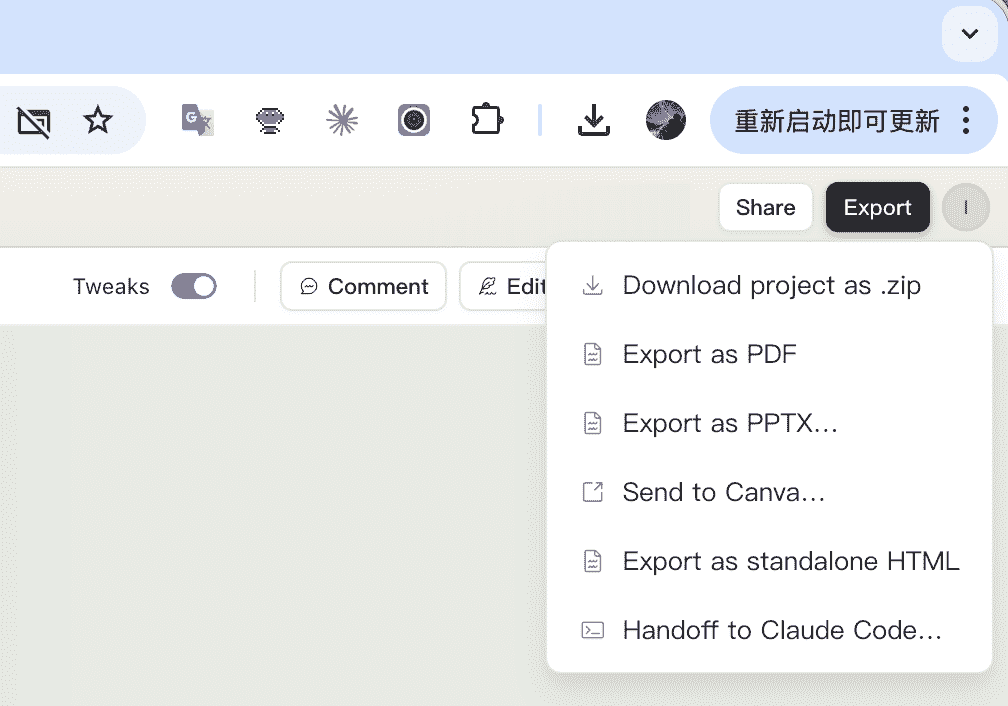 重新启动即可更新
Share
Export
I
Tweaks
Comment
Edit
Download project as .zip
Export as PDF
Export as PPTX...
Send to Canva...
Export as standalone HTML
Handoff to Claude Code...